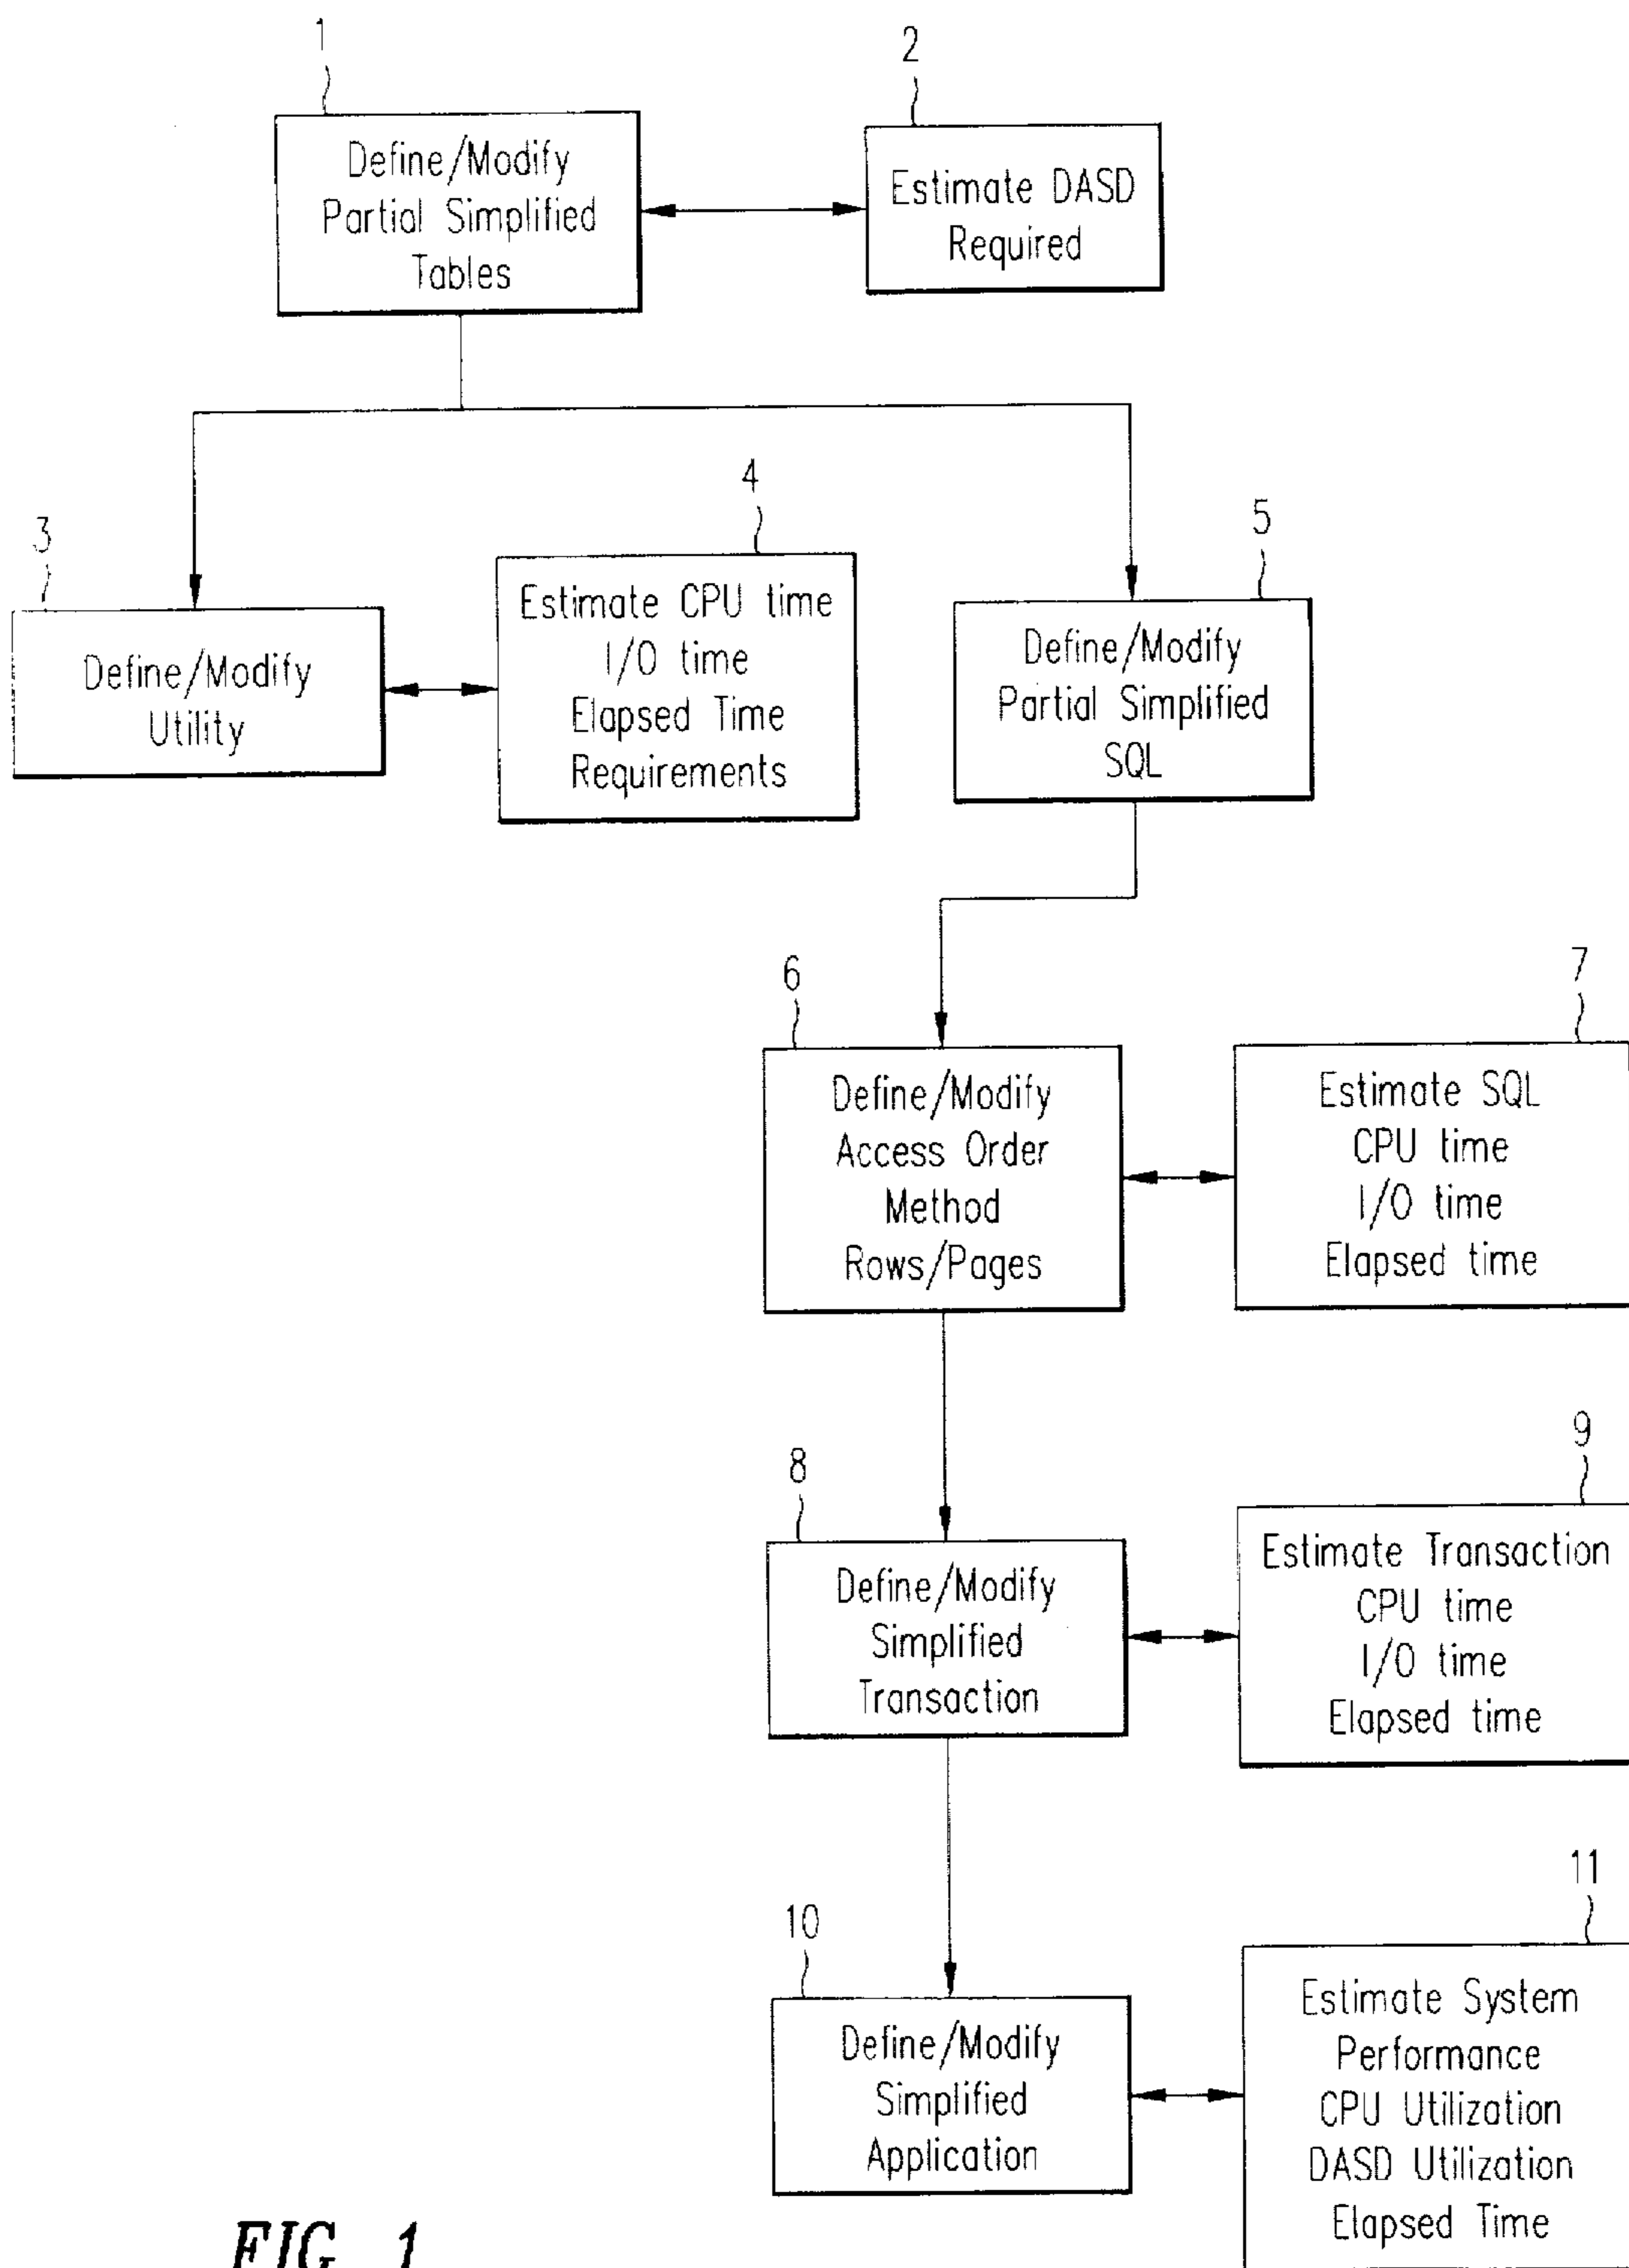 1
Define/Modify
Partial Simplified
Tables
2
Estimate DASD
Required
3
Define/Modify
Utility
4
Estimate CPU time
I/O time
Elapsed Time
Requirements
5
Define/Modify
Partial Simplified
SQL
6
Define/Modify
Access Order
Method
Rows/Pages
7
Estimate SQL
CPU time
I/O time
Elapsed time
8
Define/Modify
Simplified
Transaction
9
Estimate Transaction
CPU time
I/O time
Elapsed time
10
Define/Modify
Simplified
Application
11
Estimate System
Performance
CPU Utilization
DASD Utilization
Elapsed Time
FIG. 1